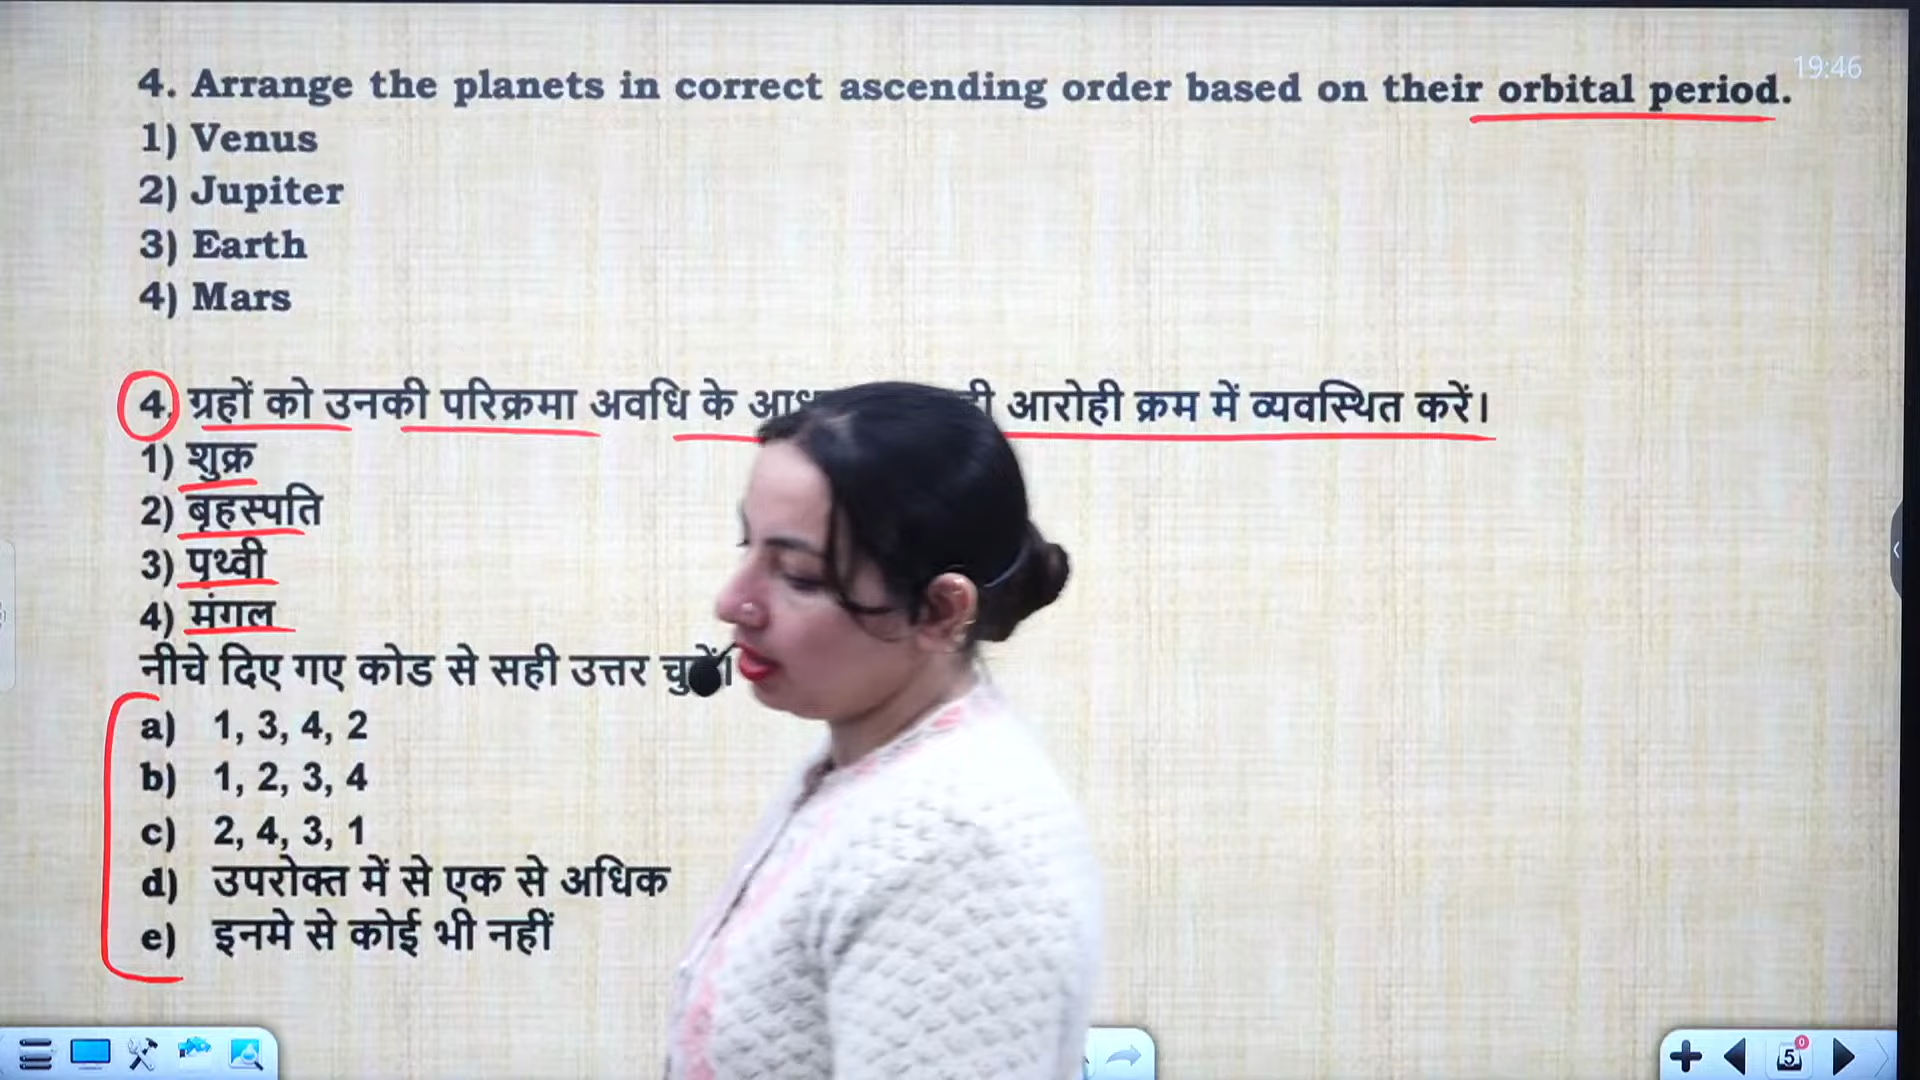 19:46
4. Arrange the planets in correct ascending order based on their orbital period.
1) Venus
2) Jupiter
3) Earth
4) Mars
4. ग्रहों को उनकी परिक्रमा अवधि के आरोही क्रम में व्यवस्थित करें।
1) शुक्र
2) बृहस्पति
3) पृथ्वी
4) मंगल
नीचे दिए गए कोड से सही उत्तर
a) 1, 3, 4, 2
b) 1, 2, 3, 4
c) 2, 4, 3, 1
d) उपरोक्त में से एक से अधिक
e) इनमे से कोई भी नहीं
5
0